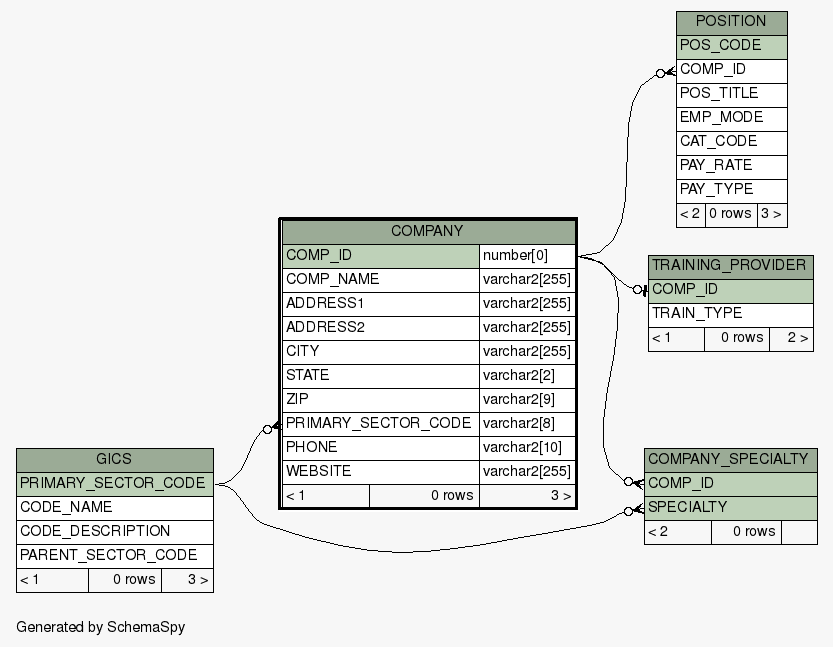 POSITION
POS_CODE
COMP_ID
POS_TITLE
EMP_MODE
CAT_CODE
PAY_RATE
PAY_TYPE
< 2 0 rows 3 >
COMPANY
COMP_ID number[0]
COMP_NAME varchar2[255]
ADDRESS1 varchar2[255]
ADDRESS2 varchar2[255]
CITY varchar2[255]
STATE varchar2[2]
ZIP varchar2[9]
PRIMARY_SECTOR_CODE varchar2[8]
PHONE varchar2[10]
WEBSITE varchar2[255]
< 1 0 rows 3 >
TRAINING_PROVIDER
COMP_ID
TRAIN_TYPE
< 1 0 rows 2 >
GICS
PRIMARY_SECTOR_CODE
CODE_NAME
CODE_DESCRIPTION
PARENT_SECTOR_CODE
< 1 0 rows 3 >
COMPANY_SPECIALTY
COMP_ID
SPECIALTY
< 2 0 rows
Generated by SchemaSpy